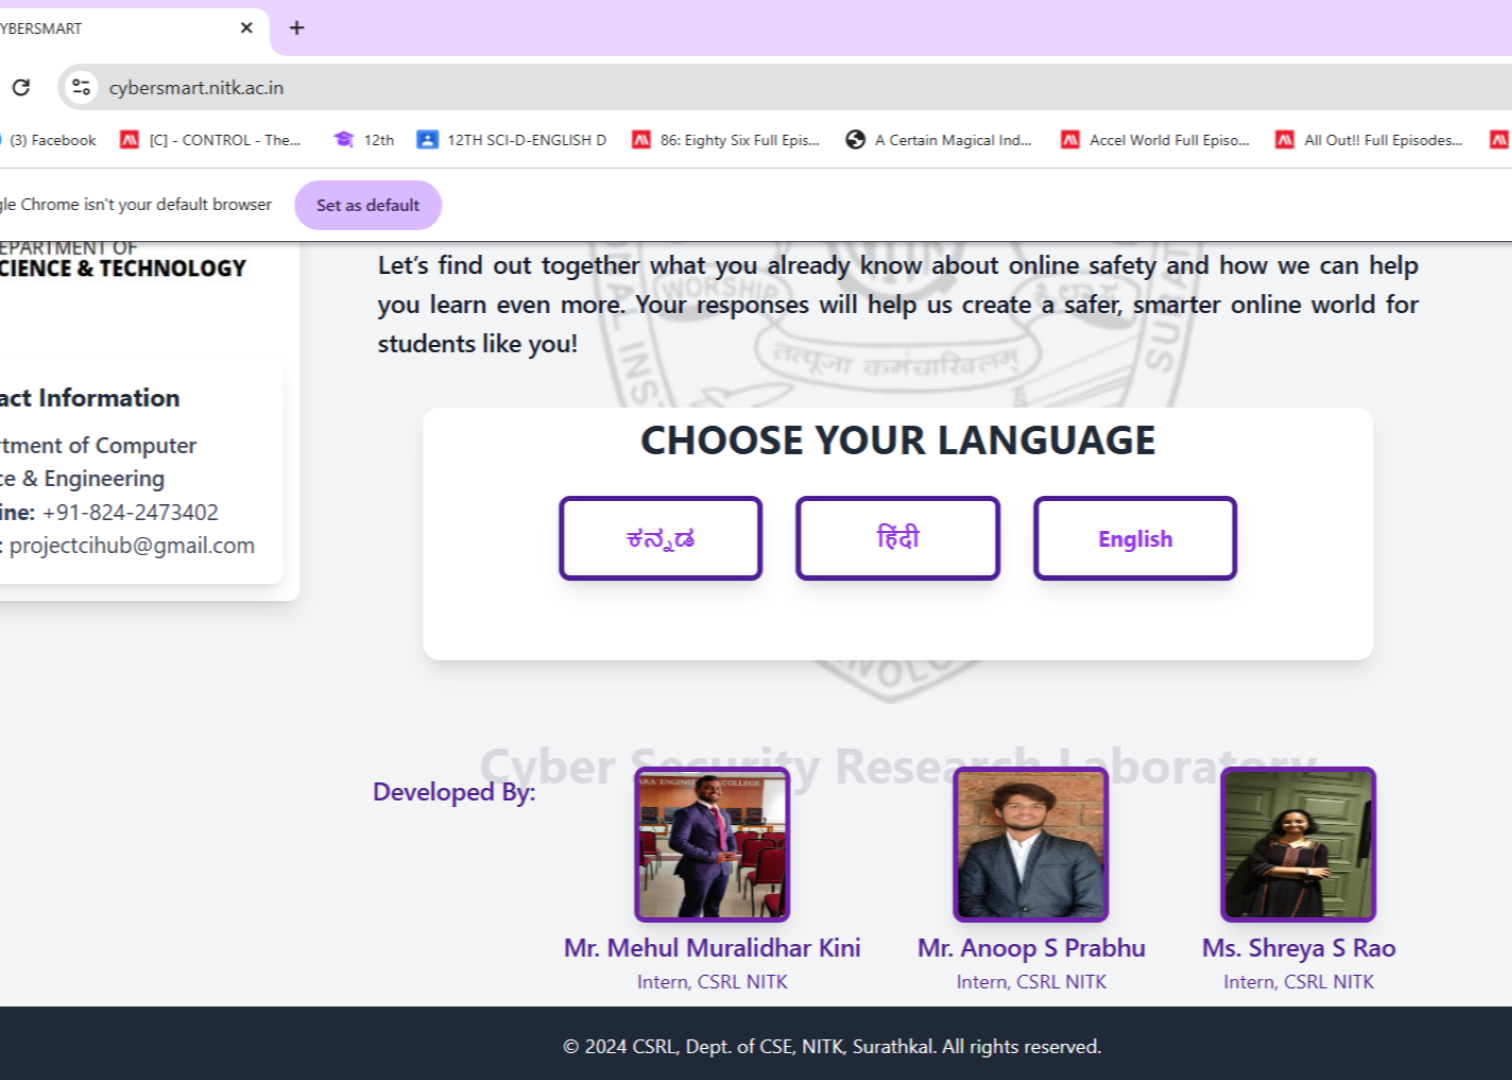 YBERSMART
cybersmart.nitk.ac.in
(3) Facebook
[C] - CONTROL - The...
12th
12TH SCI-D-ENGLISH D
86: Eighty Six Full Epis...
A Certain Magical Ind...
Accel World Full Episo...
All Out!! Full Episodes...
gle Chrome isn't your default browser
Set as default
EPARTMENT OF
CIENCE & TECHNOLOGY
act Information
rtment of Computer
ce & Engineering
ine: +91-824-2473402
: projectcihub@gmail.com
Let's find out together what you already know about online safety and how we can help
you learn even more. Your responses will help us create a safer, smarter online world for
students like you!
WORSHIP
SURAT
तत्पूजा कर्मचाखिलम्
CHOOSE YOUR LANGUAGE
ಕನ್ನಡ
हिंदी
English
Cyber Security Research Laboratory
Developed By:
Mr. Mehul Muralidhar Kini
Intern, CSRL NITK
Mr. Anoop S Prabhu
Intern, CSRL NITK
Ms. Shreya S Rao
Intern, CSRL NITK
© 2024 CSRL, Dept. of CSE, NITK, Surathkal. All rights reserved.